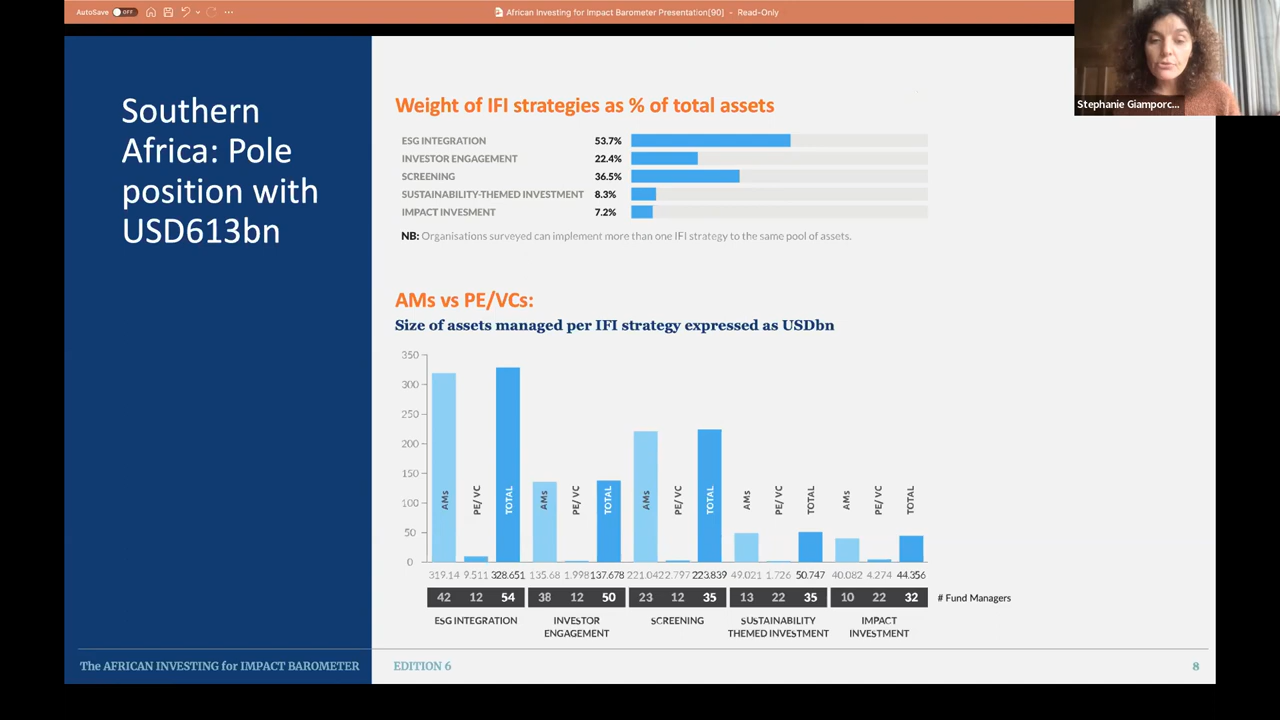 AutoSave OFF
African Investing for Impact Barometer Presentation[90] - Read-Only
Stephanie Giamporc...
Southern
Africa: Pole
position with
USD613bn
Weight of IFI strategies as % of total assets
ESG INTEGRATION 53.7%
INVESTOR ENGAGEMENT 22.4%
SCREENING 36.5%
SUSTAINABILITY-THEMED INVESTMENT 8.3%
IMPACT INVESMENT 7.2%
NB: Organisations surveyed can implement more than one IFI strategy to the same pool of assets.
AMs vs PE/VCs:
Size of assets managed per IFI strategy expressed as USDbn
350
300
250
200
150
100
50
0
AMs PE/ VC TOTAL AMs PE/ VC TOTAL AMs PE/ VC TOTAL AMs PE/ VC TOTAL AMs PE/ VC TOTAL
319.14 9.511 328.651 135.68 1.998 137.678 221.042 2.797 223.839 49.021 1.726 50.747 40.082 4.274 44.356
42 12 54 38 12 50 23 12 35 13 22 35 10 22 32 # Fund Managers
ESG INTEGRATION
INVESTOR
ENGAGEMENT
SCREENING
SUSTAINABILITY
THEMED INVESTMENT
IMPACT
INVESTMENT
The AFRICAN INVESTING for IMPACT BAROMETER
EDITION 6
8